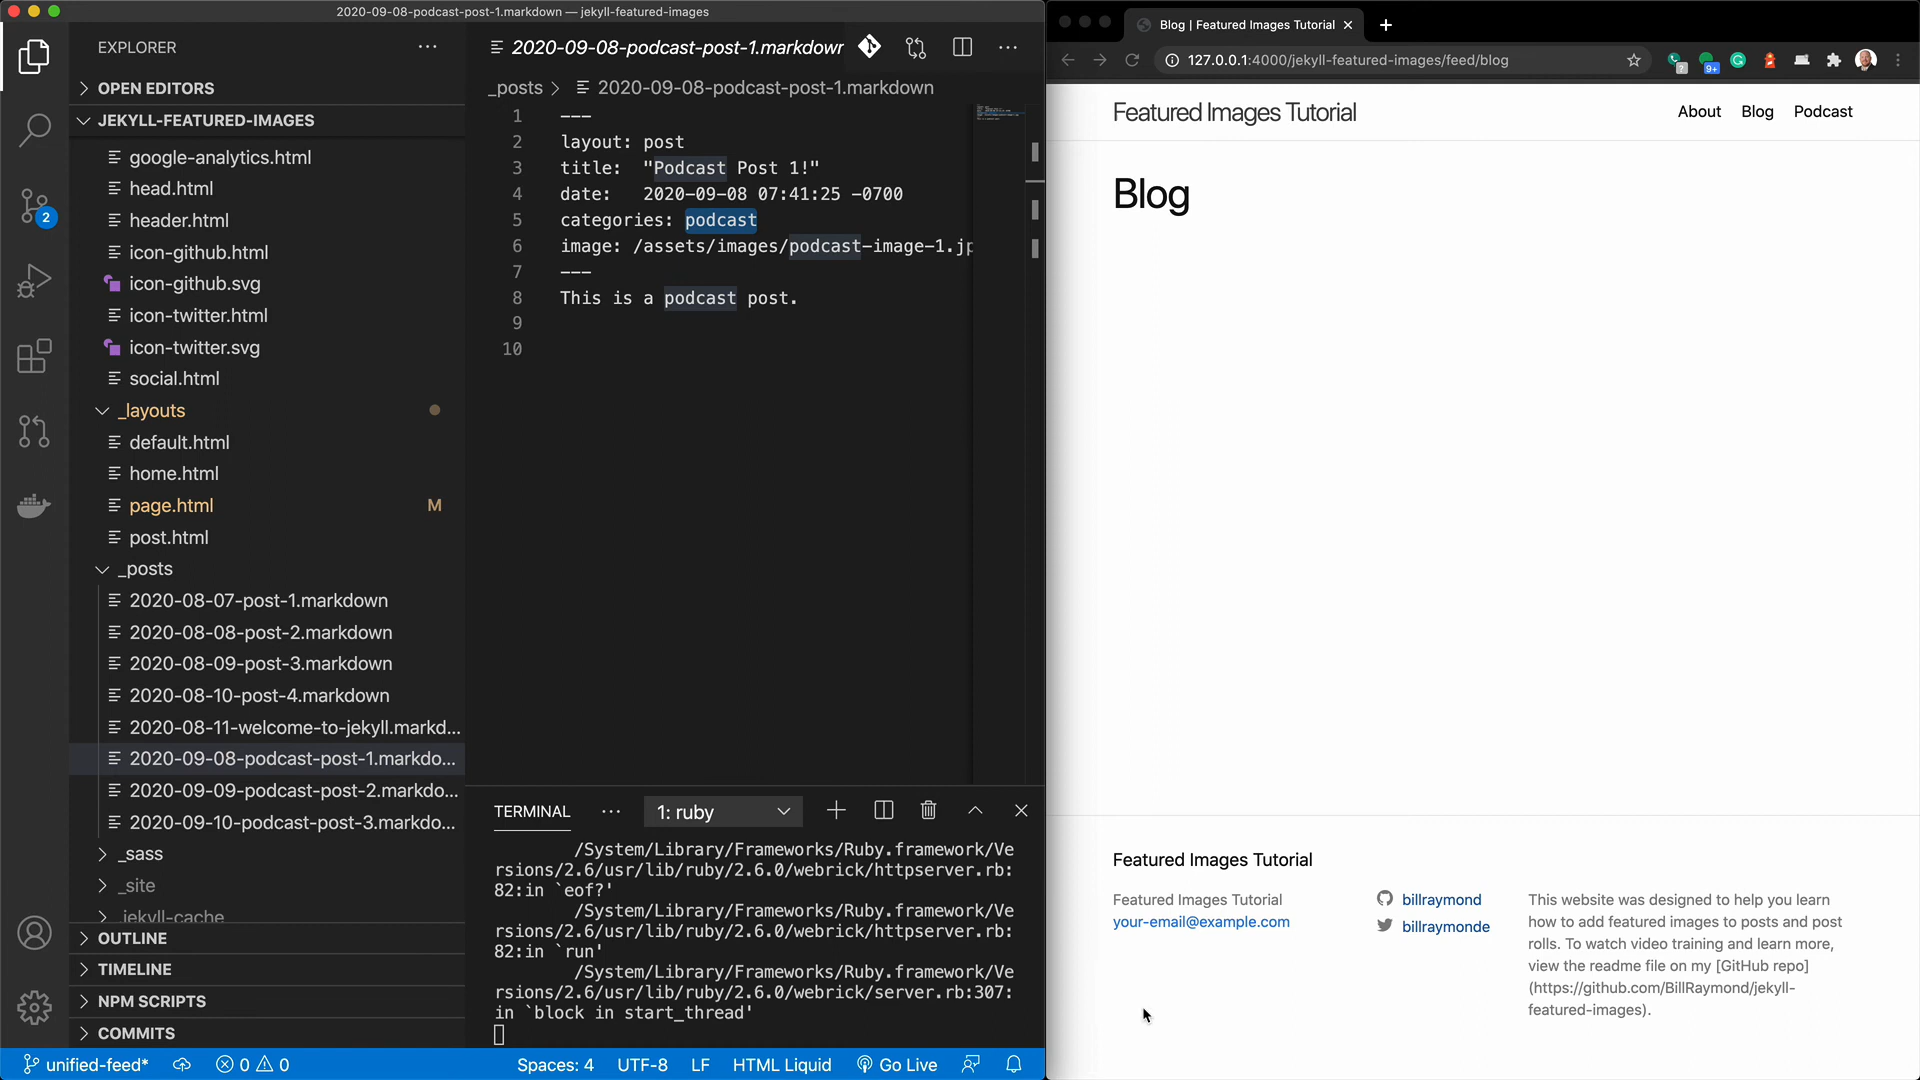 2020-09-08-podcast-post-1.markdown — jekyll-featured-images
EXPLORER
OPEN EDITORS
JEKYLL-FEATURED-IMAGES
google-analytics.html
head.html
header.html
icon-github.html
icon-github.svg
icon-twitter.html
icon-twitter.svg
social.html
_layouts
default.html
home.html
page.html M
post.html
_posts
2020-08-07-post-1.markdown
2020-08-08-post-2.markdown
2020-08-09-post-3.markdown
2020-08-10-post-4.markdown
2020-08-11-welcome-to-jekyll.markd...
2020-09-08-podcast-post-1.markdo...
2020-09-09-podcast-post-2.markdo...
2020-09-10-podcast-post-3.markdo...
_sass
_site
.jekyll-cache
OUTLINE
TIMELINE
NPM SCRIPTS
COMMITS
2
2020-09-08-podcast-post-1.markdown
_posts > 2020-09-08-podcast-post-1.markdown
1 ---
2 layout: post
3 title: "Podcast Post 1!"
4 date: 2020-09-08 07:41:25 -0700
5 categories: podcast
6 image: /assets/images/podcast-image-1.jp
7 ---
8 This is a podcast post.
9
10
TERMINAL ... 1: ruby
/System/Library/Frameworks/Ruby.framework/Ve
rsions/2.6/usr/lib/ruby/2.6.0/webrick/httpserver.rb:
82:in `eof?'
/System/Library/Frameworks/Ruby.framework/Ve
rsions/2.6/usr/lib/ruby/2.6.0/webrick/httpserver.rb:
82:in `run'
/System/Library/Frameworks/Ruby.framework/Ve
rsions/2.6/usr/lib/ruby/2.6.0/webrick/server.rb:307:
in `block in start_thread'
unified-feed* 0 0 Spaces: 4 UTF-8 LF HTML Liquid Go Live
Blog | Featured Images Tutorial
127.0.0.1:4000/jekyll-featured-images/feed/blog
9+
Featured Images Tutorial
About Blog Podcast
Blog
Featured Images Tutorial
Featured Images Tutorial
your-email@example.com
billraymond
billraymonde
This website was designed to help you learn
how to add featured images to posts and post
rolls. To watch video training and learn more,
view the readme file on my [GitHub repo]
(https://github.com/BillRaymond/jekyll-
featured-images).